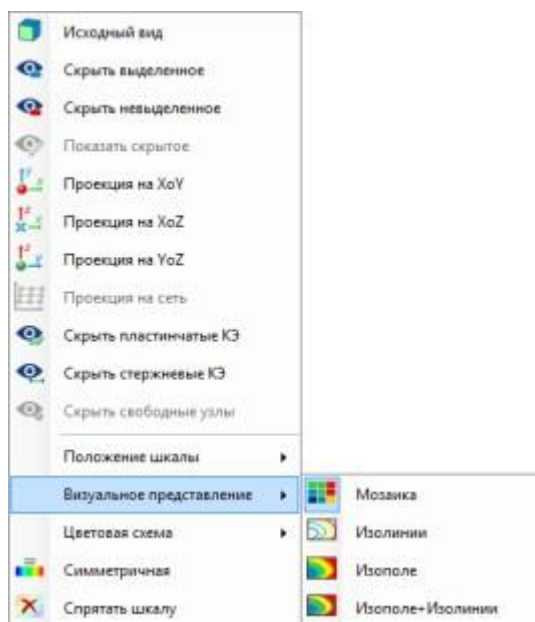 Исходный вид
Скрыть выделенное
Скрыть невыделенное
Показать скрытое
Проекция на XoY
Проекция на XoZ
Проекция на YoZ
Проекция на сеть
Скрыть пластинчатые КЭ
Скрыть стержневые КЭ
Скрыть свободные узлы
Положение шкалы
Визуальное представление
Мозаика
Цветовая схема
Изолинии
Симметричная
Изополе
Спрятать шкалу
Изополе+Изолинии